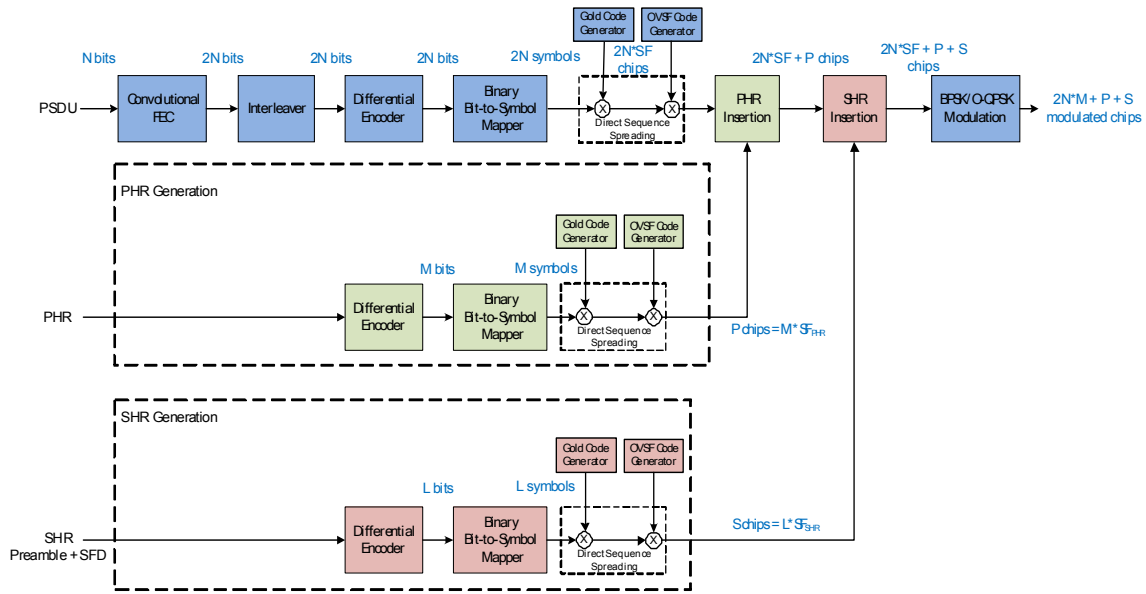 Gold Code
Generator
OVSF Code
Generator
N bits
2N bits
2N bits
2N bits
2N symbols
2N*SF
chips
2N*SF + P chips
2N*SF + P + S
chips
PSDU
Convolutional
FEC
Interleaver
Differential
Encoder
Binary
Bit-to-Symbol
Mapper
X
X
Direct Sequence
Spreading
PHR
Insertion
SHR
Insertion
BPSK/O-QPSK
Modulation
2N*M + P + S
modulated chips
PHR Generation
Gold Code
Generator
OVSF Code
Generator
M bits
M symbols
PHR
Differential
Encoder
Binary
Bit-to-Symbol
Mapper
X
X
Direct Sequence
Spreading
P chips = M* SFPHR
SHR Generation
Gold Code
Generator
OVSF Code
Generator
L bits
L symbols
SHR
Preamble + SFD
Differential
Encoder
Binary
Bit-to-Symbol
Mapper
X
X
Direct Sequence
Spreading
S chips = L* SFSHR